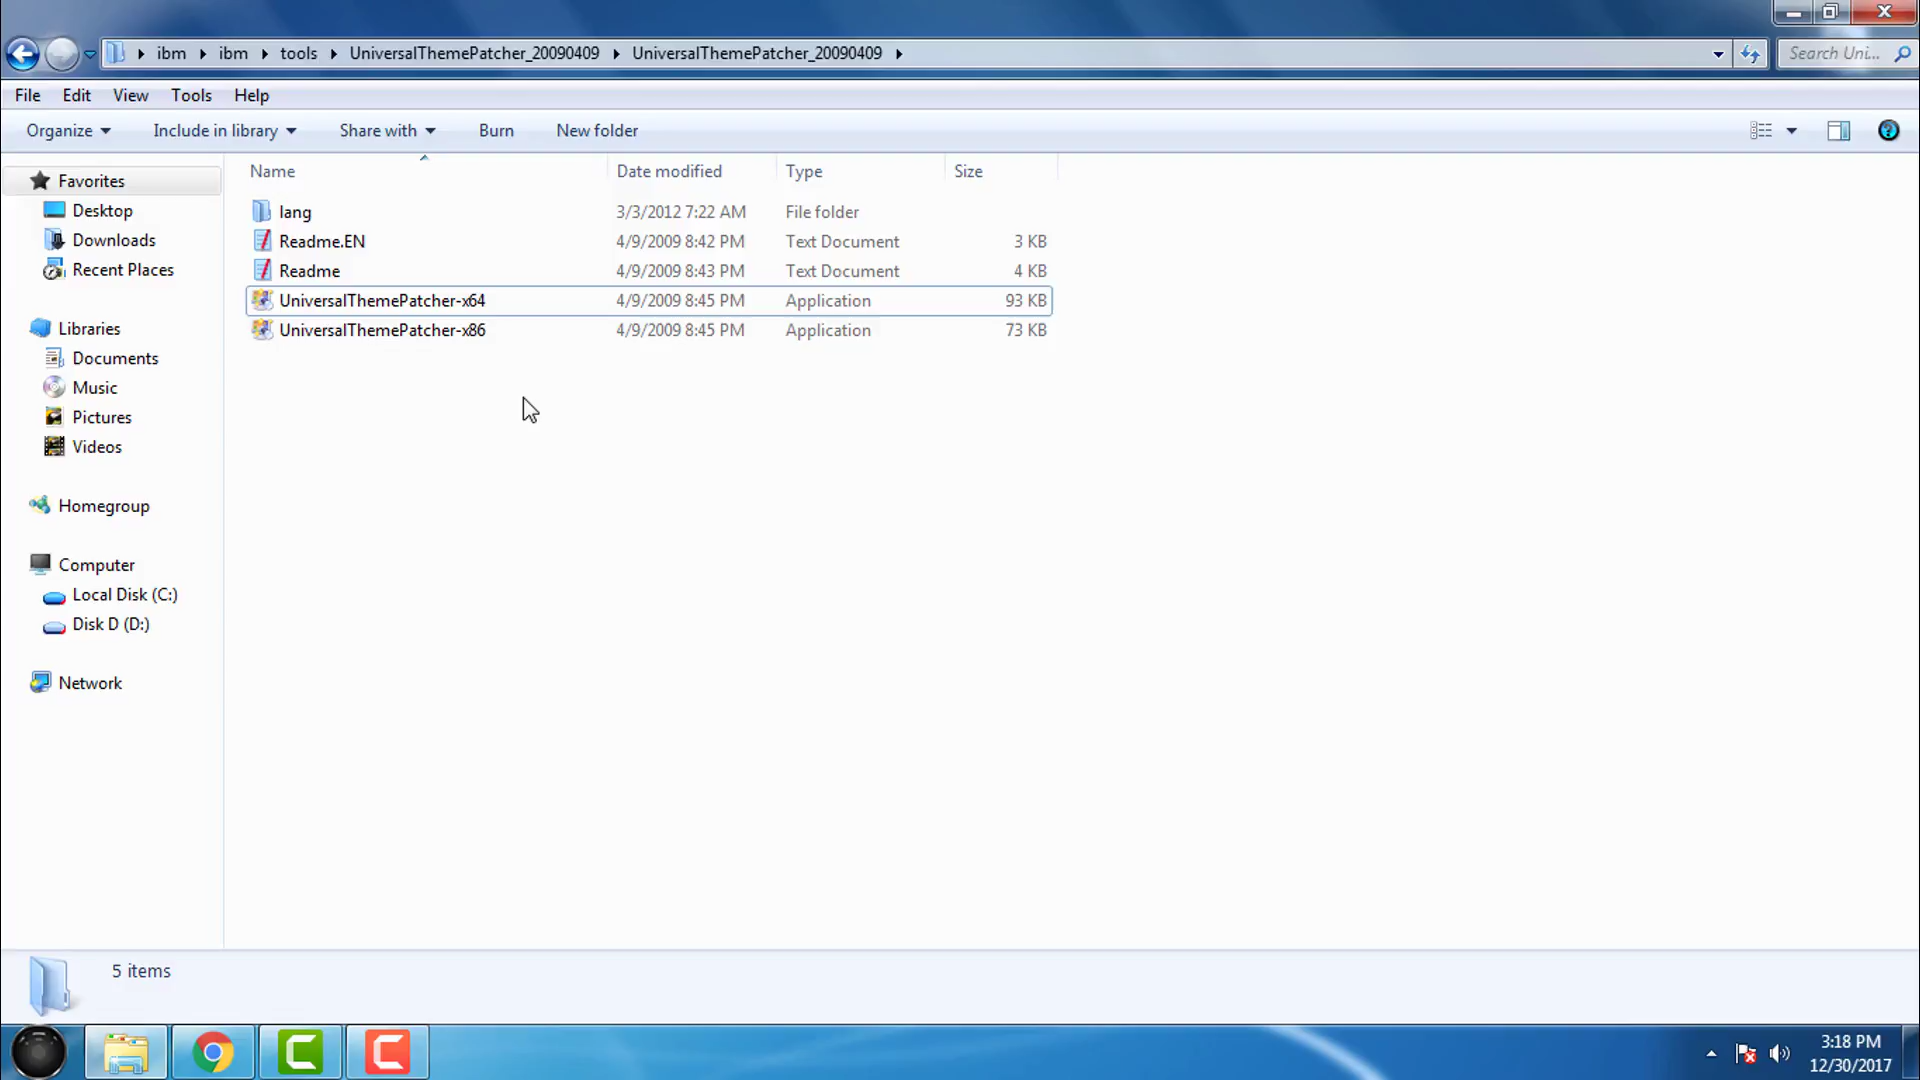 ibm ibm tools UniversalThemePatcher_20090409 UniversalThemePatcher_20090409 Search Uni...
File Edit View Tools Help
Organize Include in library Share with Burn New folder
Name Date modified Type Size
Favorites
Desktop
Downloads
Recent Places
Libraries
Documents
Music
Pictures
Videos
Homegroup
Computer
Local Disk (C:)
Disk D (D:)
Network
lang 3/3/2012 7:22 AM File folder
Readme.EN 4/9/2009 8:42 PM Text Document 3 KB
Readme 4/9/2009 8:43 PM Text Document 4 KB
UniversalThemePatcher-x64 4/9/2009 8:45 PM Application 93 KB
UniversalThemePatcher-x86 4/9/2009 8:45 PM Application 73 KB
5 items
3:18 PM
12/30/2017